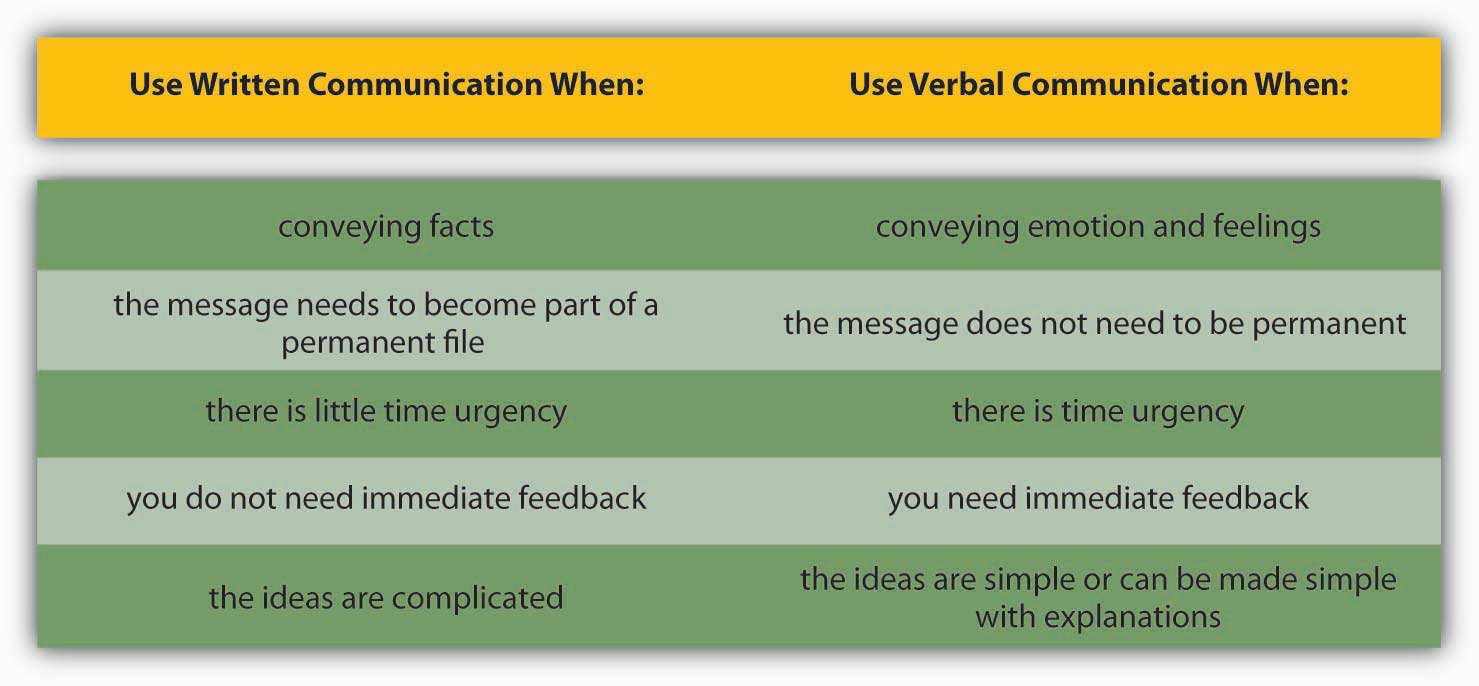 Use Written Communication When:
Use Verbal Communication When:
conveying facts
conveying emotion and feelings
the message needs to become part of a
permanent file
the message does not need to be permanent
there is little time urgency
there is time urgency
you do not need immediate feedback
you need immediate feedback
the ideas are complicated
the ideas are simple or can be made simple
with explanations